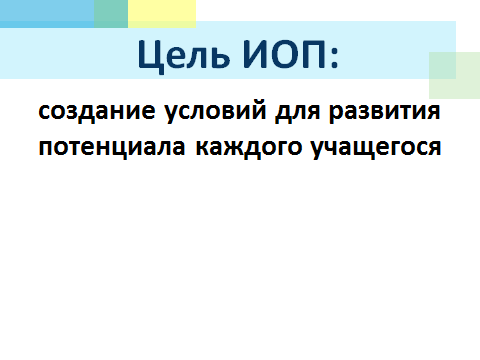 Цель ИОП:
создание условий для развития
потенциала каждого учащегося